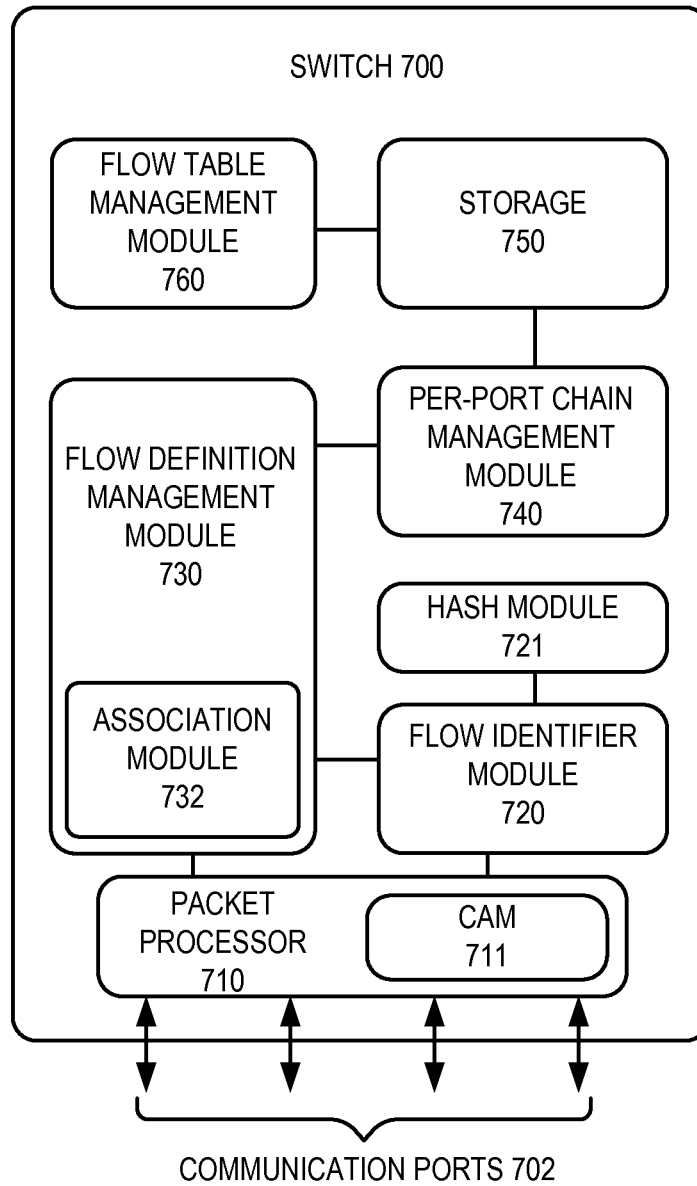 SWITCH 700
FLOW TABLE
MANAGEMENT
MODULE
760
STORAGE
750
PER-PORT CHAIN
MANAGEMENT
MODULE
740
FLOW DEFINITION
MANAGEMENT
MODULE
730
HASH MODULE
721
ASSOCIATION
MODULE
732
FLOW IDENTIFIER
MODULE
720
PACKET
PROCESSOR
710
CAM
711
COMMUNICATION PORTS 702